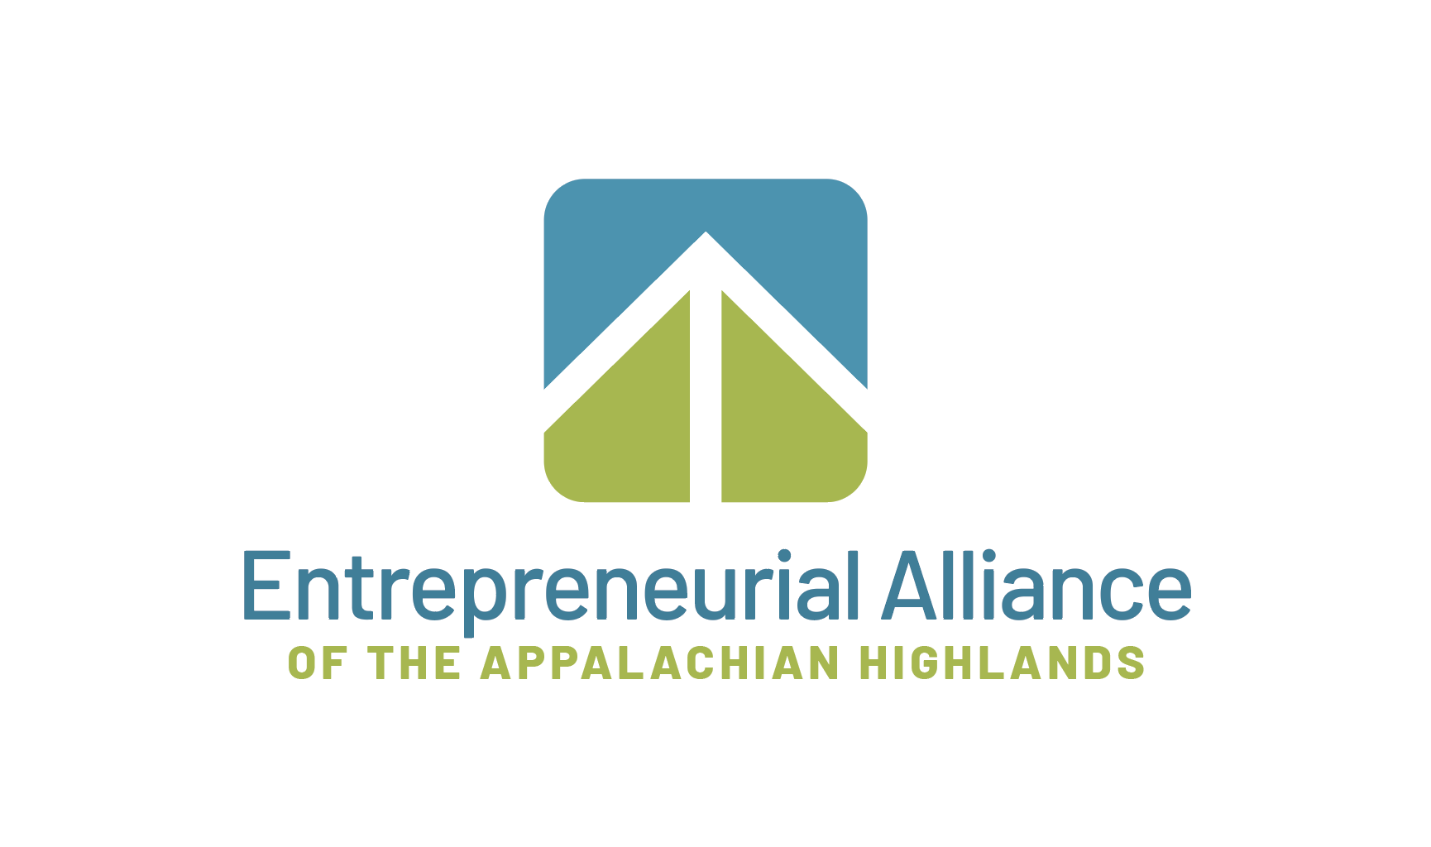 Entrepreneurial Alliance
OF THE APPALACHIAN HIGHLANDS